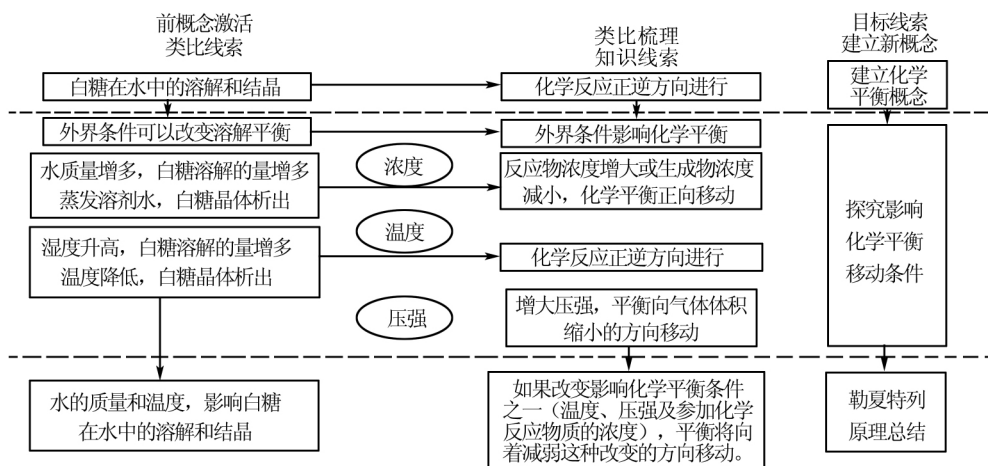 前概念激活
类比线索
类比梳理
知识线索
目标线索
建立新概念
白糖在水中的溶解和结晶
化学反应正逆方向进行
建立化学
平衡概念
外界条件可以改变溶解平衡
外界条件影响化学平衡
水质量增多，白糖溶解的量增多
蒸发溶剂水，白糖晶体析出
浓度
反应物浓度增大或生成物浓度
减小，化学平衡正向移动
湿度升高，白糖溶解的量增多
温度降低，白糖晶体析出
温度
化学反应正逆方向进行
探究影响
化学平衡
移动条件
压强
增大压强，平衡向气体体积
缩小的方向移动
水的质量和温度，影响白糖
在水中的溶解和结晶
如果改变影响化学平衡条件
之一（温度、压强及参加化学
反应物质的浓度），平衡将向
着减弱这种改变的方向移动。
勒夏特列
原理总结